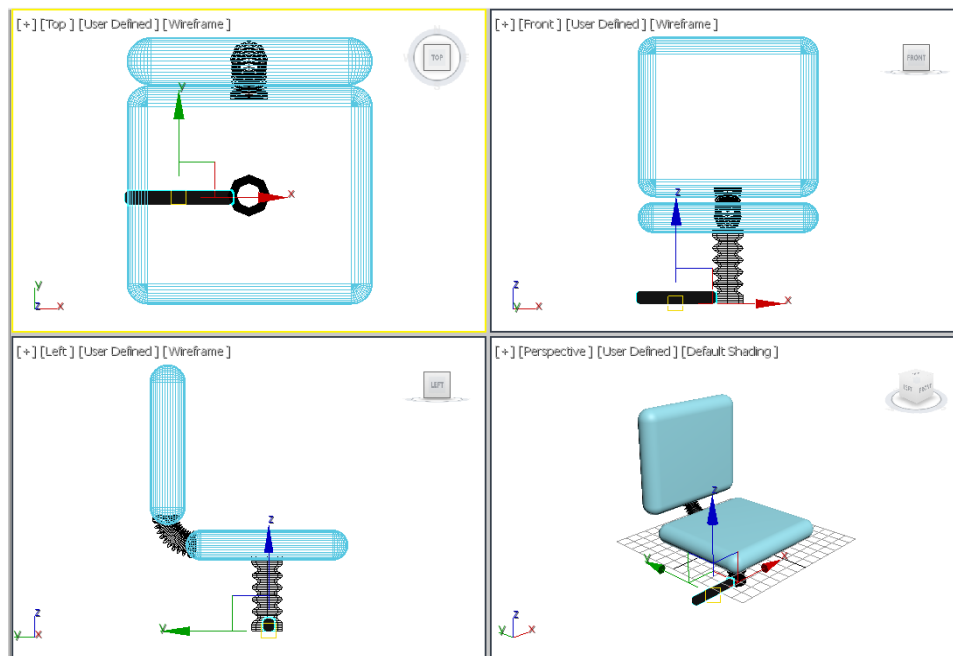 [+] [Top] [User Defined] [Wireframe]
TOP
y
x
y
z x
[+] [Front] [User Defined] [Wireframe]
FRONT
z
x
z
y x
[+] [Left] [User Defined] [Wireframe]
LEFT
z
y
z
y x
[+] [Perspective] [User Defined] [Default Shading]
FRONT
z
x
y
z
y x